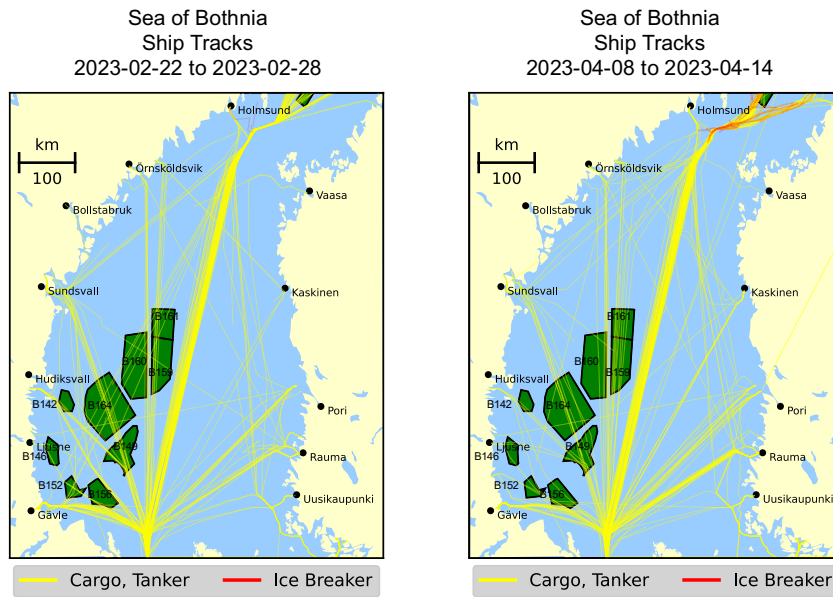 Sea of Bothnia
Ship Tracks
2023-02-22 to 2023-02-28
km
100
Holmsund
Örnsköldsvik
Vaasa
Bollstabruk
Sundsvall
Kaskinen
B161
B160
B159
Hudiksvall
B142
B164
Pori
Ljusne
B149
B146
Rauma
B152
B156
Uusikaupunki
Gävle
Cargo, Tanker
Ice Breaker
Sea of Bothnia
Ship Tracks
2023-04-08 to 2023-04-14
km
100
Holmsund
Örnsköldsvik
Vaasa
Bollstabruk
Sundsvall
Kaskinen
B161
B160
B159
Hudiksvall
B142
B164
Pori
Ljusne
B149
B146
Rauma
B152
B156
Uusikaupunki
Gävle
Cargo, Tanker
Ice Breaker